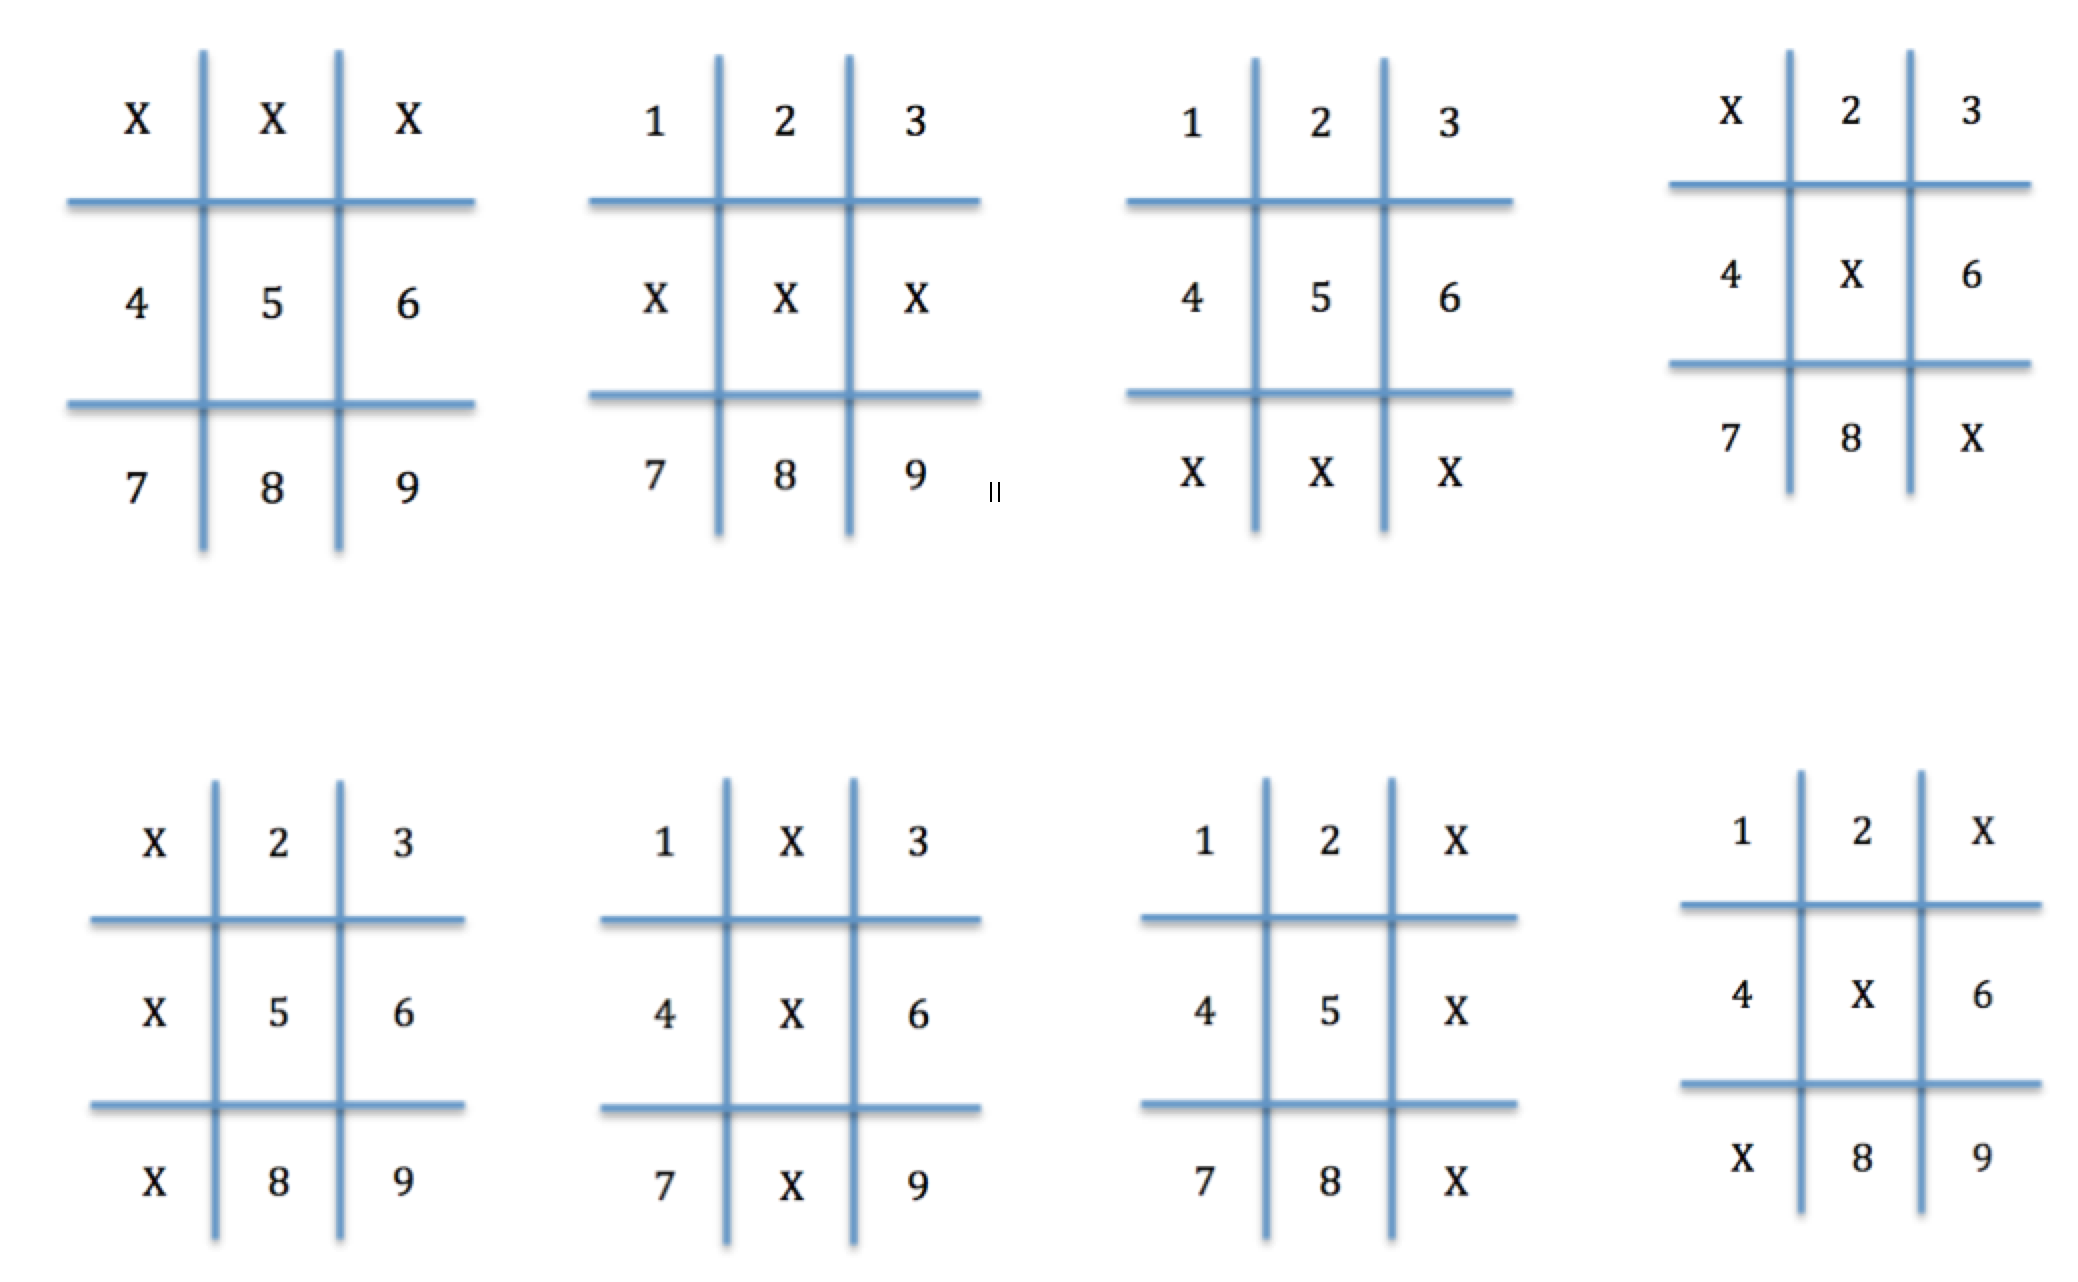 X X X 1 2 3 1 2 3 X 2 3
4 5 6 X X X 4 5 6 4 X 6
7 8 9 7 8 9 || X X X 7 8 X
X 2 3 1 X 3 1 2 X 1 2 X
X 5 6 4 X 6 4 5 X 4 X 6
X 8 9 7 X 9 7 8 X X 8 9